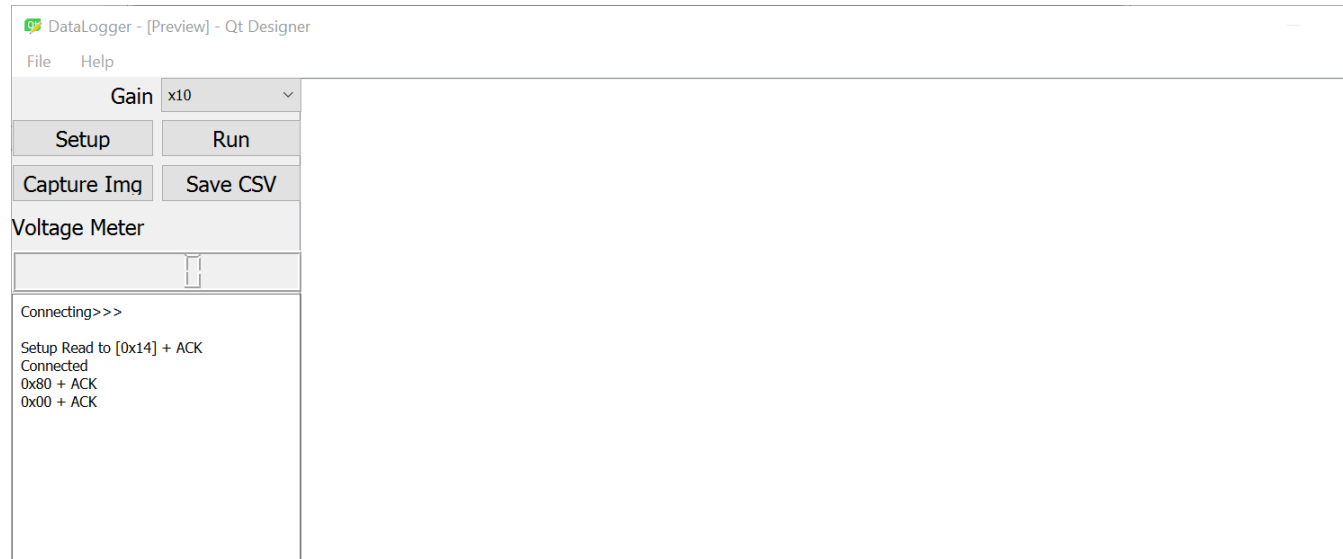 DataLogger - [Preview] - Qt Designer
File Help
Gain x10
Setup Run
Capture Img Save CSV
Voltage Meter
Connecting>>>
Setup Read to [0x14] + ACK
Connected
0x80 + ACK
0x00 + ACK